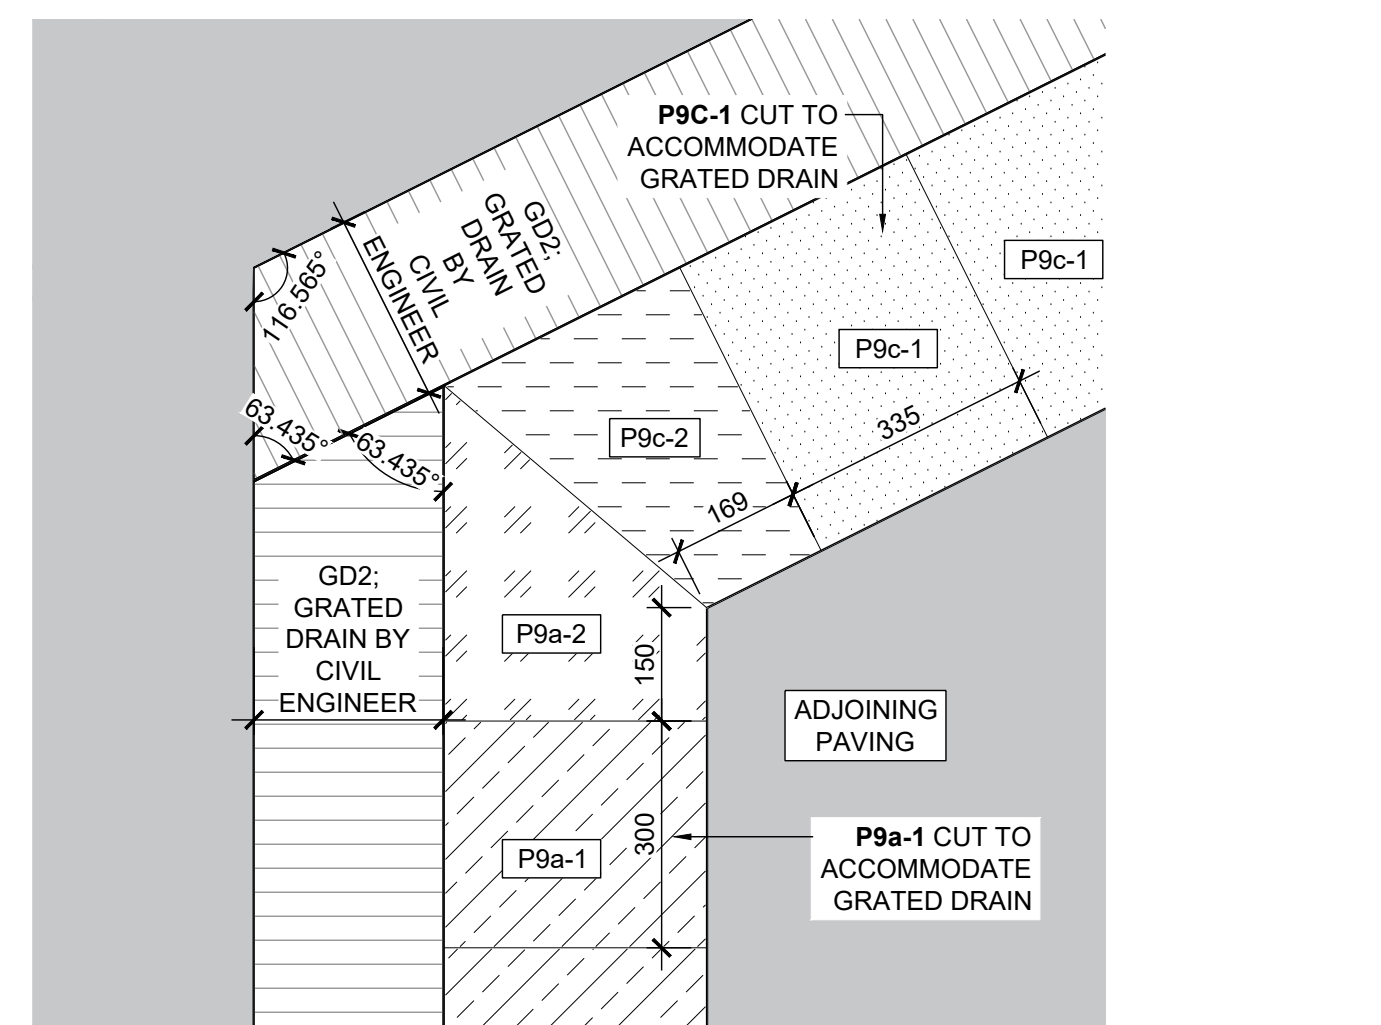 P9C-1 CUT TO
ACCOMMODATE
GRATED DRAIN
GD2;
GRATED
DRAIN
BY
CIVIL
ENGINEER
P9c-1
116.565°
P9c-1
335
63.435°
63.435°
P9c-2
169
GD2;
GRATED
DRAIN BY
CIVIL
ENGINEER
P9a-2
150
ADJOINING
PAVING
300
P9a-1
P9a-1 CUT TO
ACCOMMODATE
GRATED DRAIN